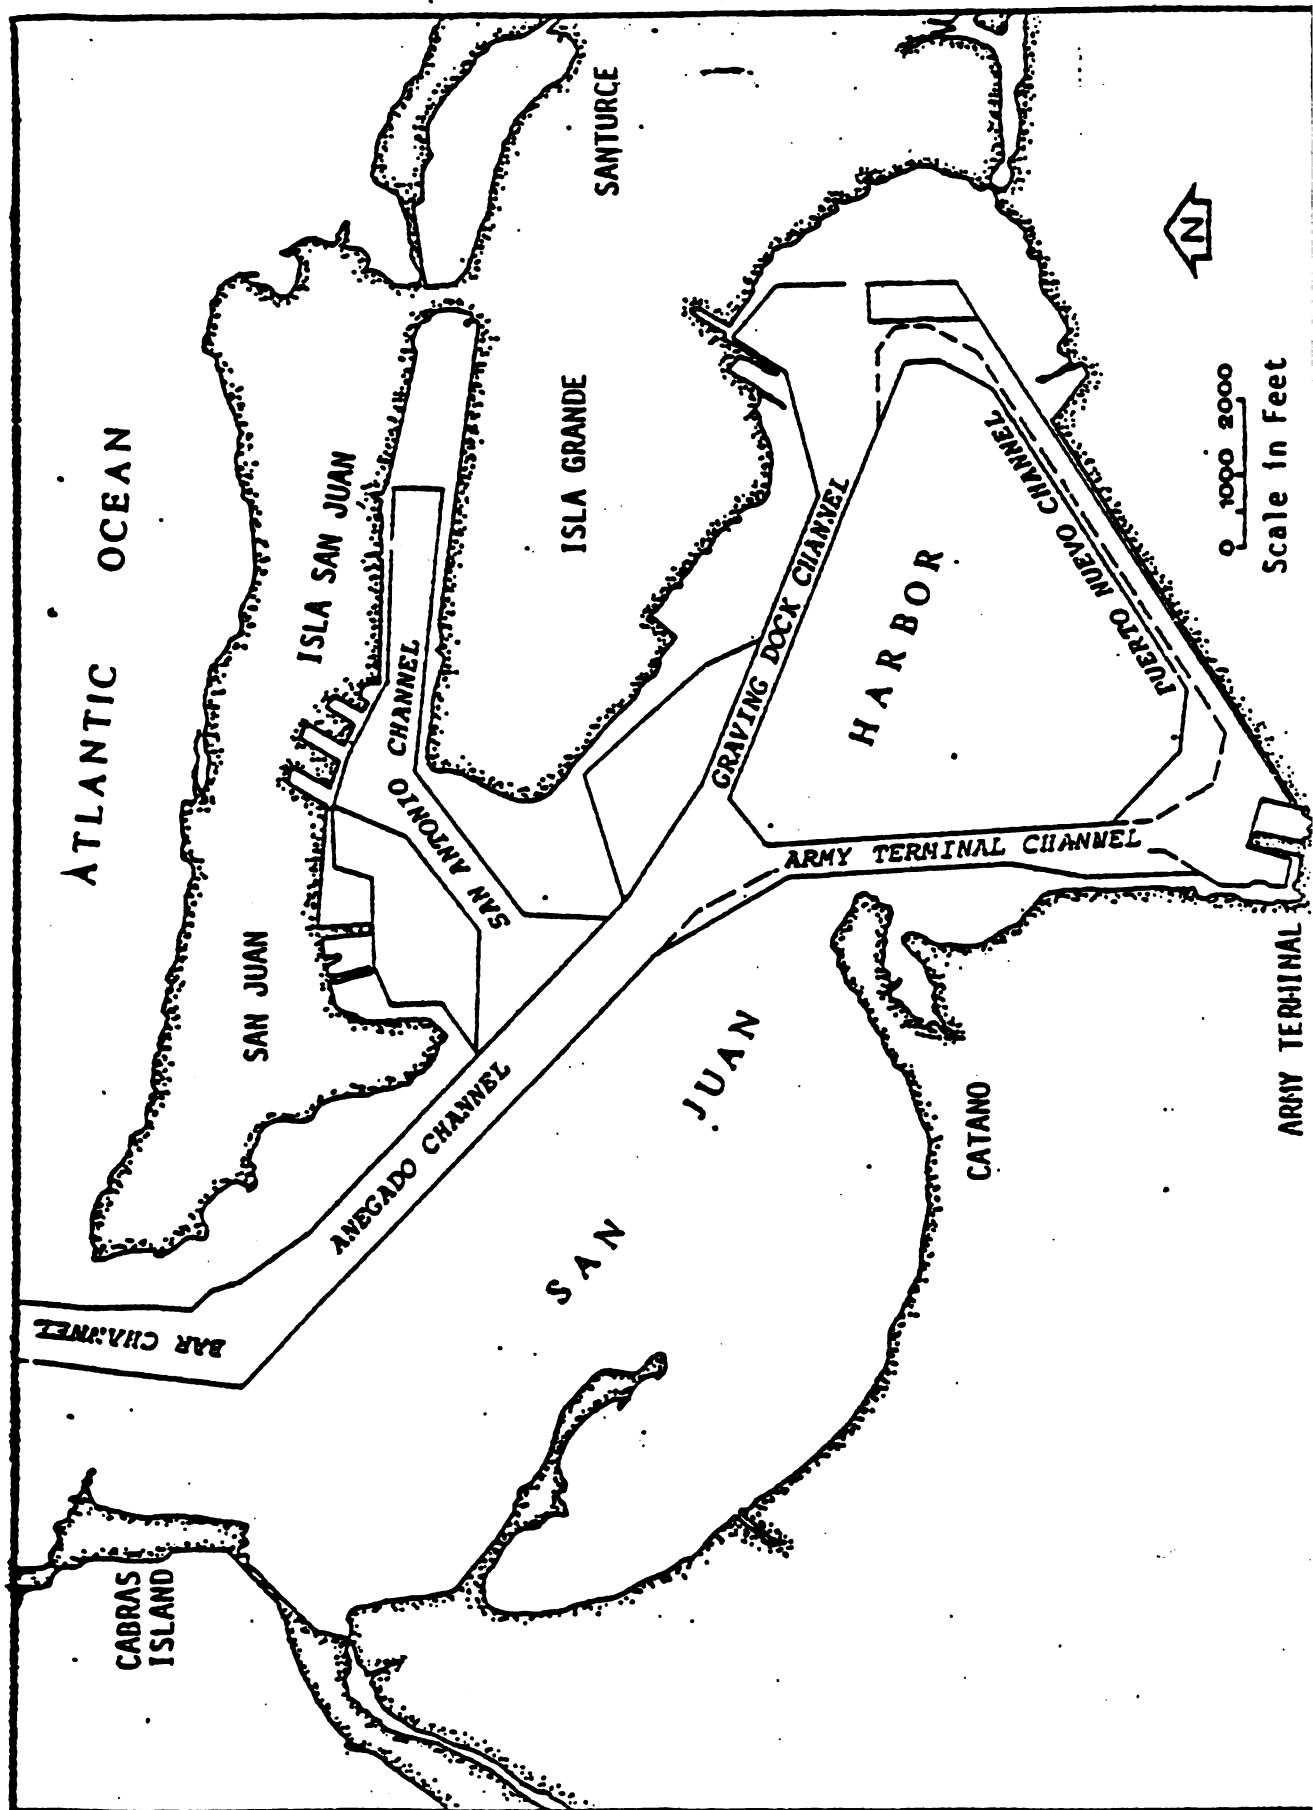 ATLANTIC OCEAN
SAN JUAN
ISLA SAN JUAN
SANTURCE
ISLA GRANDE
SAN ANTONIO CHANNEL
BAR CHANNEL
ANEGADO CHANNEL
CABRAS
ISLAND
GRAVING DOCK CHANNEL
SAN JUAN HARBOR
ARMY TERMINAL CHANNEL
PUERTO NUEVO CHANNEL
CATANO
ARMY TERMINAL
N
0 1000 2000
Scale in Feet